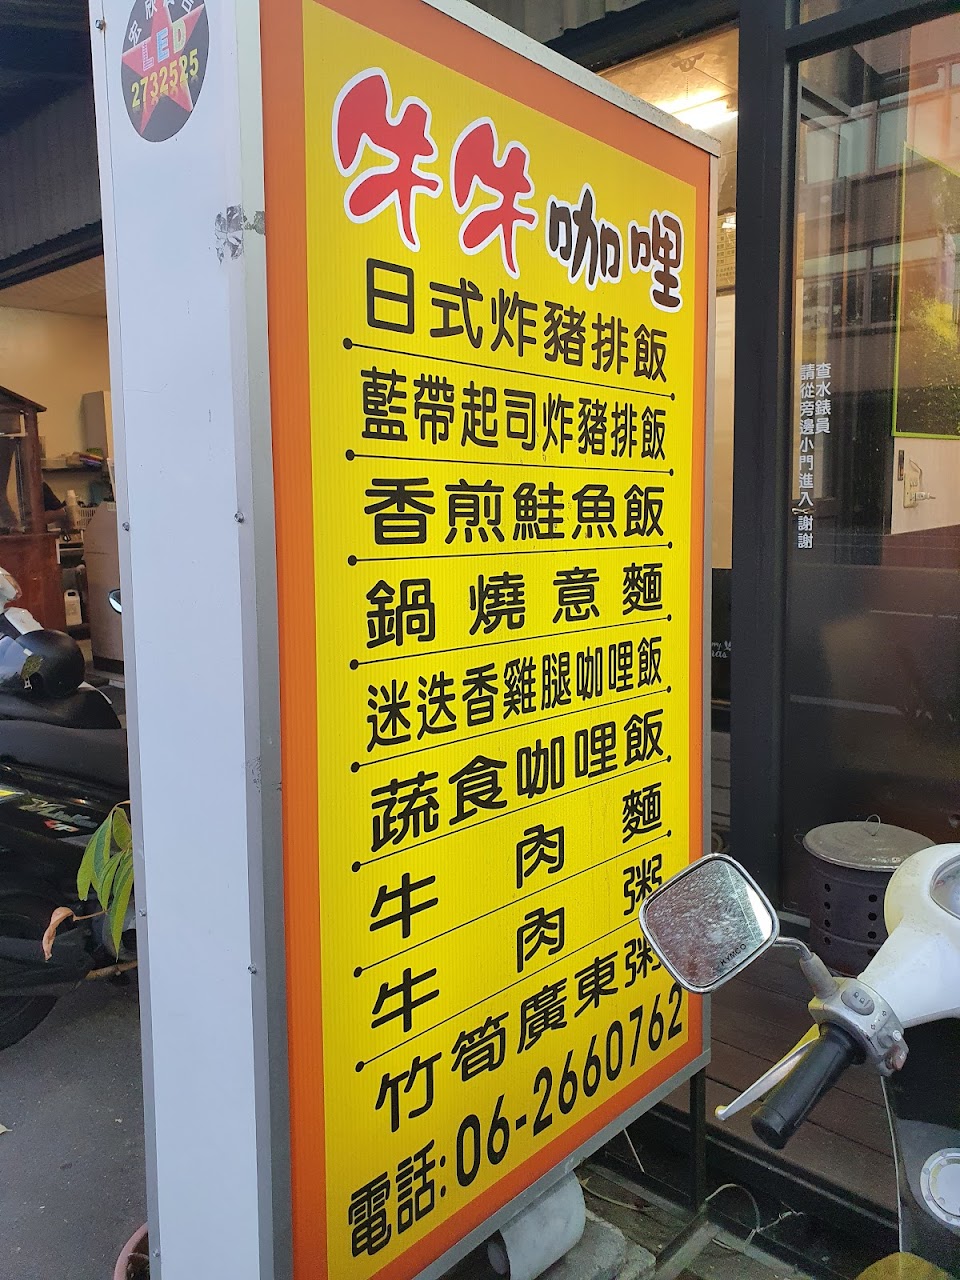 LED
2732525
牛牛咖哩
日式炸豬排飯
藍帶起司炸豬排飯
香煎鮭魚飯
鍋燒意麵
迷迭香雞腿咖哩飯
蔬食咖哩飯
牛肉麵
牛肉粥
竹筍廣東粥
電話:06-2660762
查水錶員
請從旁邊小門進入 謝謝
KYMCO